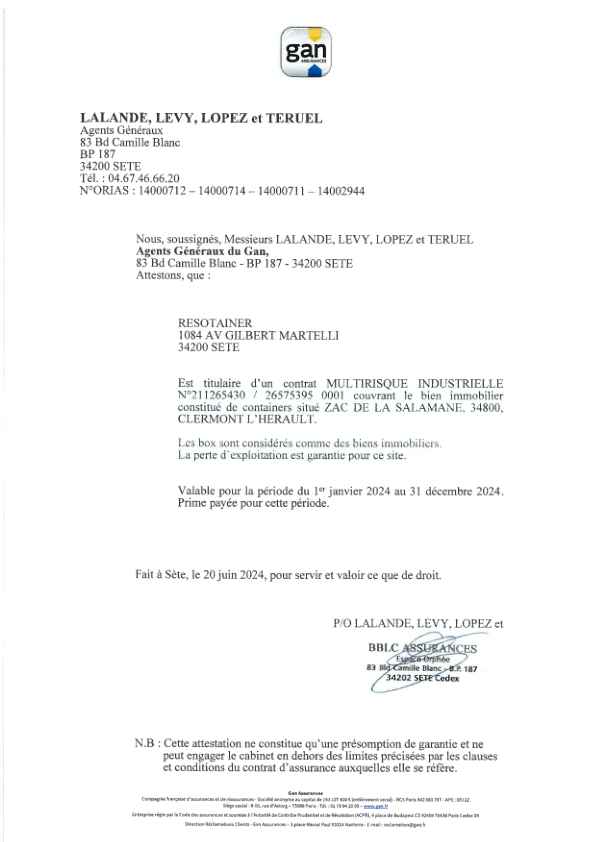 gan
ASSURANCES
LALANDE, LEVY, LOPEZ et TERUEL
Agents Généraux
83 Bd Camille Blanc
BP 187
34200 SETE
Tél. : 04.67.46.66.20
N°ORIAS : 14000712 – 14000714 – 14000711 – 14002944
Nous, soussignés, Messieurs LALANDE, LEVY, LOPEZ et TERUEL
Agents Généraux du Gan,
83 Bd Camille Blanc - BP 187 - 34200 SETE
Attestons, que :
RESOTAINER
1084 AV GILBERT MARTELLI
34200 SETE
Est titulaire d'un contrat MULTIRISQUE INDUSTRIELLE
N°211265430 / 26575395 0001 couvrant le bien immobilier
constitué de containers situé ZAC DE LA SALAMANE, 34800,
CLERMONT L'HERAULT.
Les box sont considérés comme des biens immobiliers.
La perte d'exploitation est garantie pour ce site.
Valable pour la période du 1er janvier 2024 au 31 décembre 2024.
Prime payée pour cette période.
Fait à Sète, le 20 juin 2024, pour servir et valoir ce que de droit.
P/O LALANDE, LEVY, LOPEZ et
BBLC ASSURANCES
Espace Orphée
83 Bld Camille Blanc - B.P. 187
34202 SETE Cedex
N.B : Cette attestation ne constitue qu'une présomption de garantie et ne
peut engager le cabinet en dehors des limites précisées par les clauses
et conditions du contrat d'assurance auxquelles elle se réfère.
Gan Assurances
Compagnie française d'assurances et de réassurances - Société anonyme au capital de 193 107 400 € (entièrement versé) - RCS Paris 542 063 797 - APE : 6512Z
Siège social : 8-10, rue d'Astorg – 75008 Paris - Tél. : 01 70 94 20 00 – www.gan.fr
Entreprise régie par le Code des assurances et soumise à l'Autorité de Contrôle Prudentiel et de Résolution (ACPR), 4 place de Budapest CS 92459 75436 Paris Cedex 09
Direction Réclamations Clients - Gan Assurances – 3 place Marcel Paul 92024 Nanterre - E-mail : reclamation@gan.fr